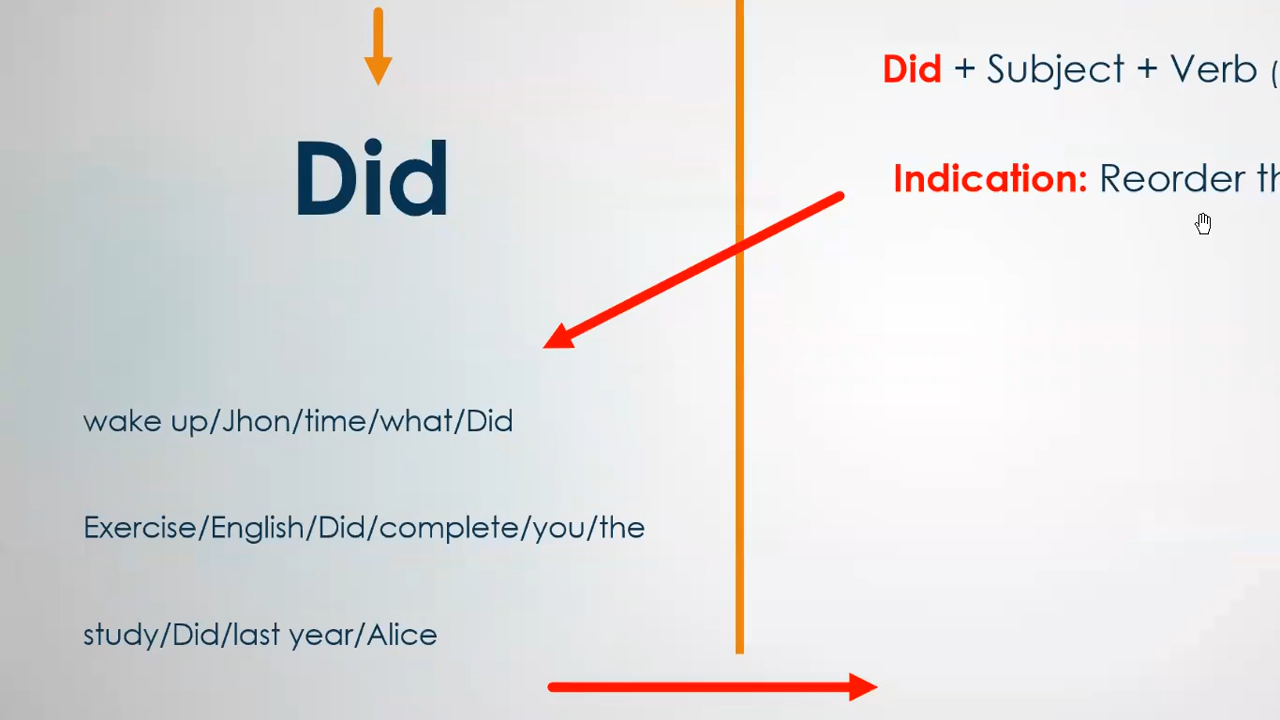 Did + Subject + Verb (
Indication: Reorder th
Did
wake up/Jhon/time/what/Did
Exercise/English/Did/complete/you/the
study/Did/last year/Alice